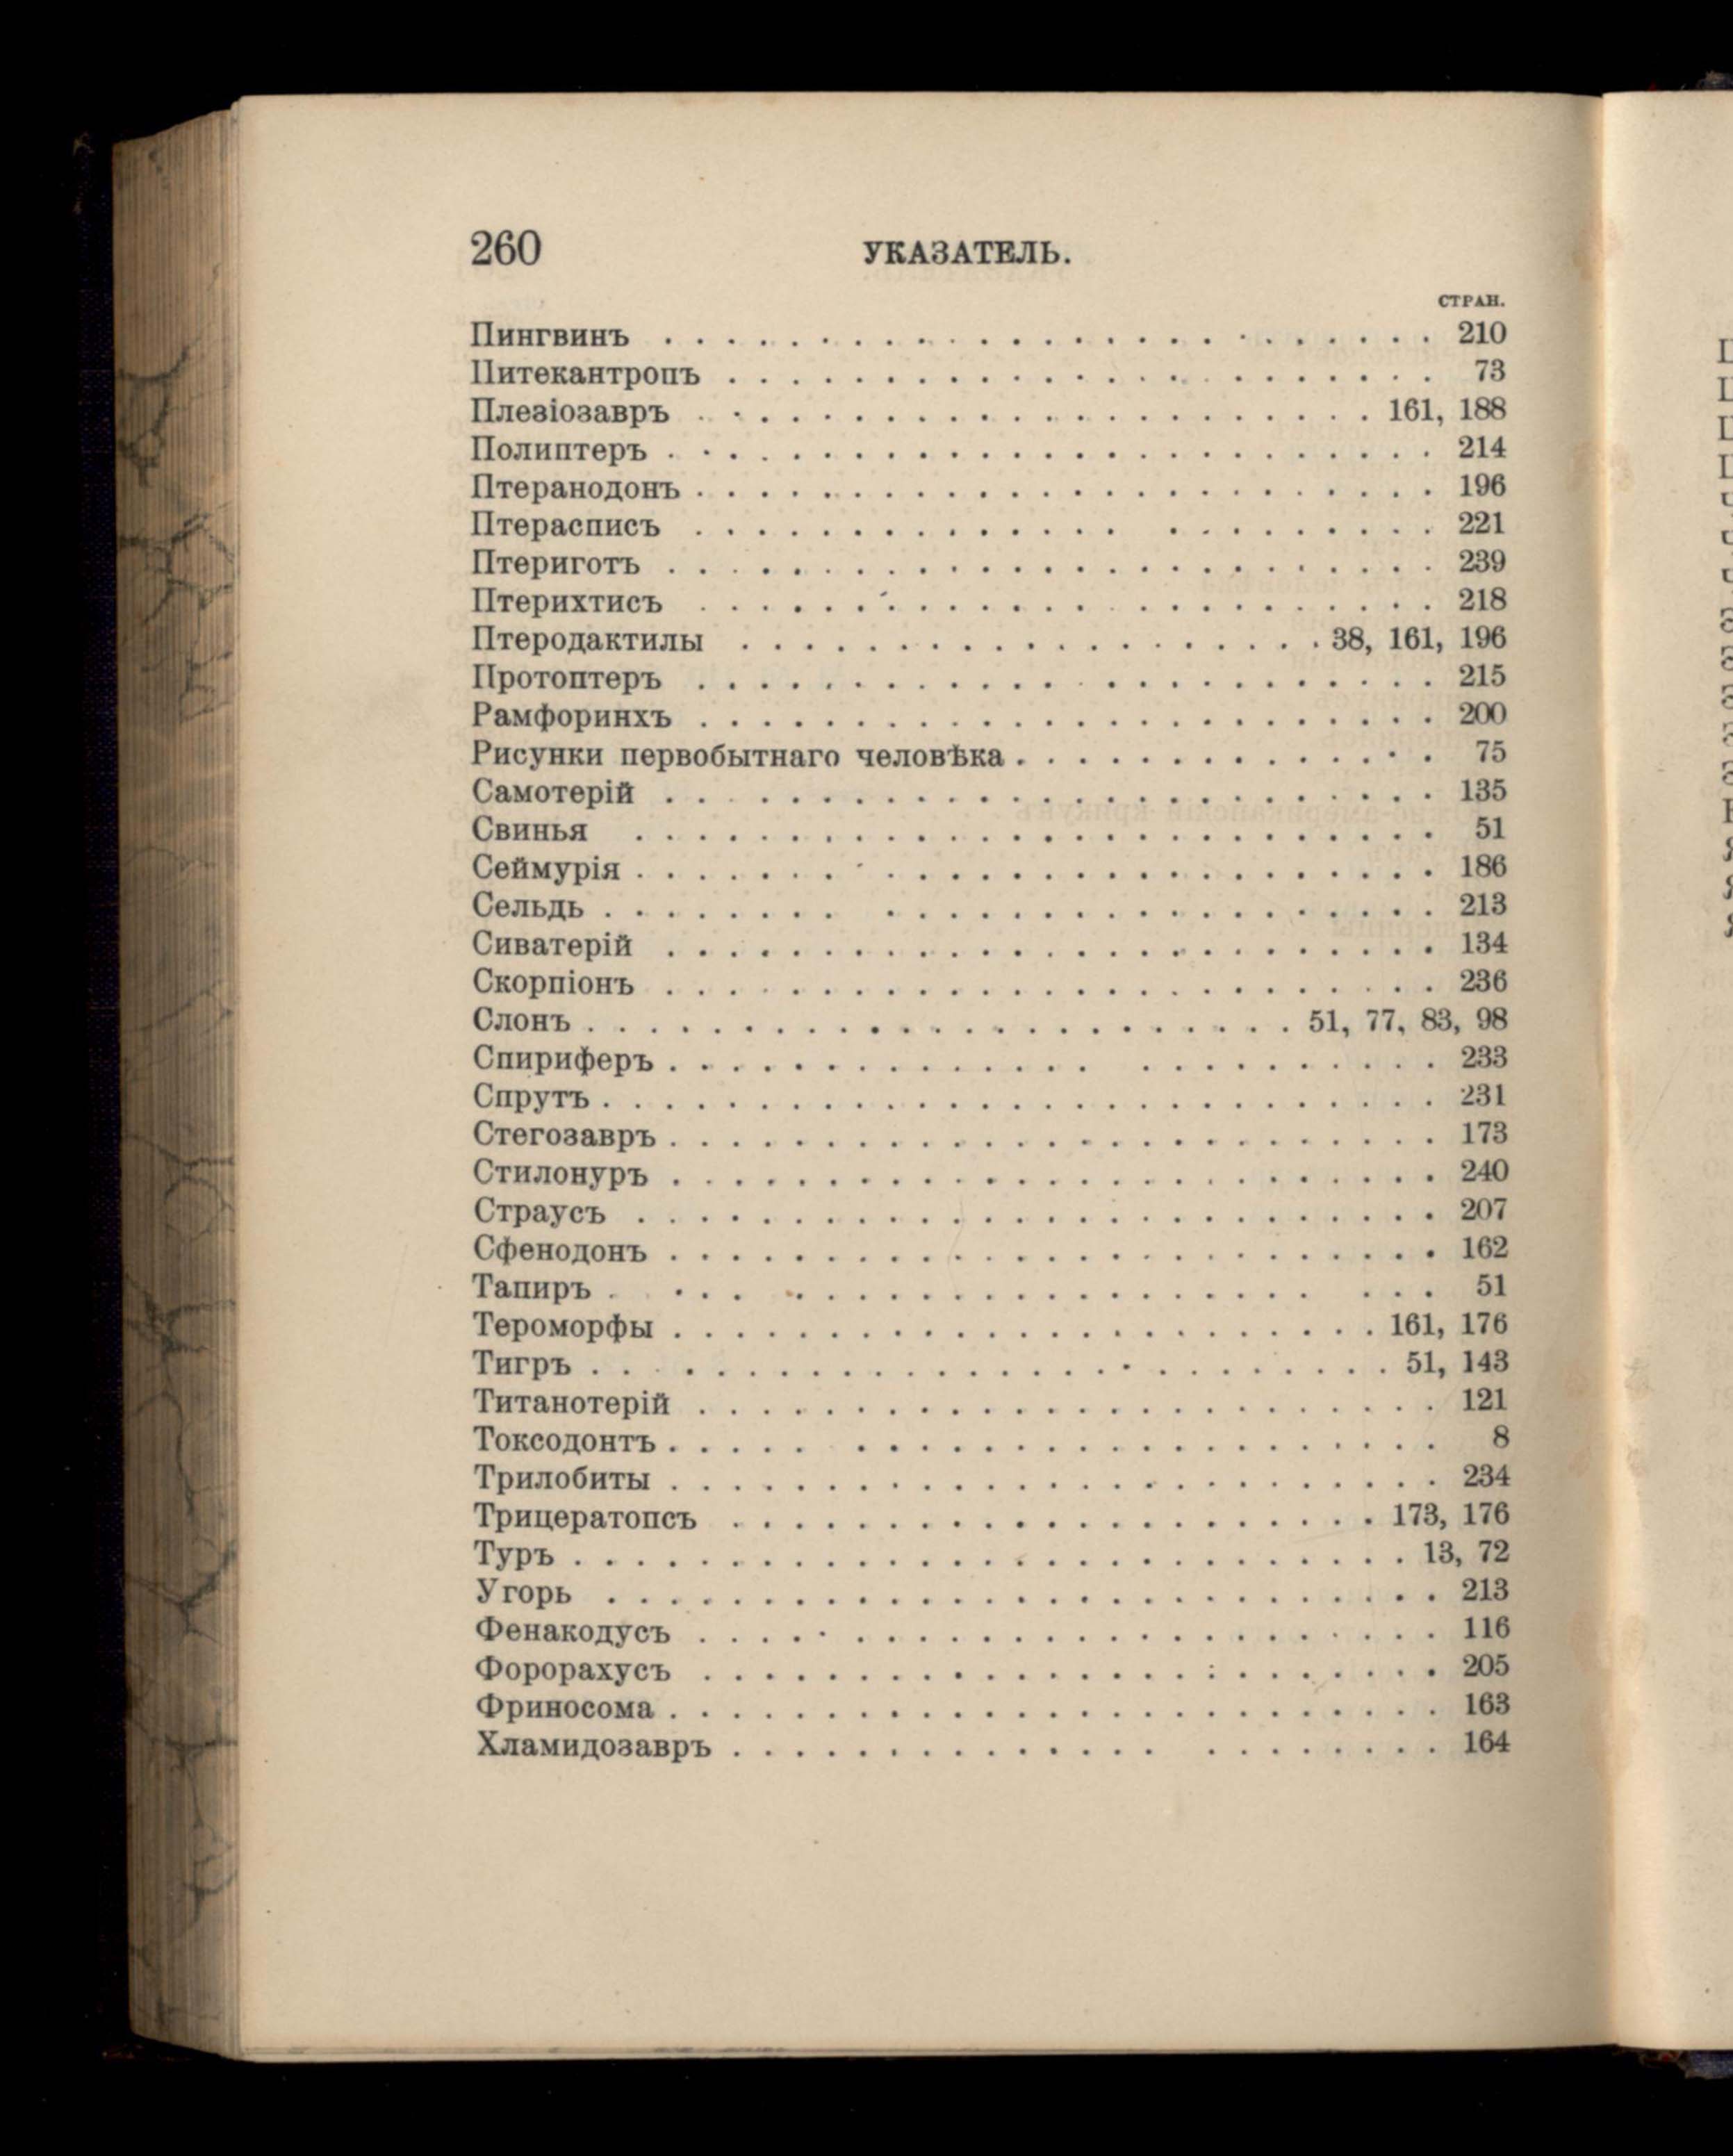 260 УКАЗАТЕЛЬ.
СТРАН.
Пингвинъ . . . . . . . . . . . . . . . . . . . . . . . . . 210
Питекантропъ . . . . . . . . . . . . . . . . . . . . . . . 73
Плезіозавръ . . . . . . . . . . . . . . . . . . . . . . 161, 188
Полиптеръ . . . . . . . . . . . . . . . . . . . . . . . . . 214
Птеранодонъ . . . . . . . . . . . . . . . . . . . . . . . . 196
Птерасписъ . . . . . . . . . . . . . . . . . . . . . . . 221
Птериготъ . . . . . . . . . . . . . . . . . . . . . . . . . 239
Птерихтисъ . . . . . . . . . . . . . . . . . . . . . . . . 218
Птеродактилы . . . . . . . . . . . . . . . . . . . 38, 161, 196
Протоптеръ . . . . . . . . . . . . . . . . . . . . . . . . 215
Рамфоринхъ . . . . . . . . . . . . . . . . . . . . . . . . 200
Рисунки первобытнаго человѣка . . . . . . . . . . . . . . 75
Самотерій . . . . . . . . . . . . . . . . . . . . . . . . . 135
Свинья . . . . . . . . . . . . . . . . . . . . . . . . . . 51
Сеймурія . . . . . . . . . . . . . . . . . . . . . . . . . 186
Сельдь . . . . . . . . . . . . . . . . . . . . . . . . . . 213
Сиватерій . . . . . . . . . . . . . . . . . . . . . . . . . 134
Скорпіонъ . . . . . . . . . . . . . . . . . . . . . . . . . 236
Слонъ . . . . . . . . . . . . . . . . . . . . . . . 51, 77, 83, 98
Спириферъ . . . . . . . . . . . . . . . . . . . . . . . . 233
Спрутъ . . . . . . . . . . . . . . . . . . . . . . . . . . . 231
Стегозавръ . . . . . . . . . . . . . . . . . . . . . . . . . 173
Стилонуръ . . . . . . . . . . . . . . . . . . . . . . . . . 240
Страусъ . . . . . . . . . . . . . . . . . . . . . . . . . . 207
Сфенодонъ . . . . . . . . . . . . . . . . . . . . . . . . . 162
Тапиръ . . . . . . . . . . . . . . . . . . . . . . . . 51
Тероморфы . . . . . . . . . . . . . . . . . . . . . . . 161, 176
Тигръ . . . . . . . . . . . . . . . . . . . . . . . . . . 51, 143
Титанотерій . . . . . . . . . . . . . . . . . . . . . . . . 121
Токсодонтъ . . . . . . . . . . . . . . . . . . . . . . . . 8
Трилобиты . . . . . . . . . . . . . . . . . . . . . . . . . 234
Трицератопсъ . . . . . . . . . . . . . . . . . . . . . 173, 176
Туръ . . . . . . . . . . . . . . . . . . . . . . . . . . . 13, 72
Угорь . . . . . . . . . . . . . . . . . . . . . . . . . . . 213
Фенакодусъ . . . . . . . . . . . . . . . . . . . . . . . . 116
Форорахусъ . . . . . . . . . . . . . . . . . . . . . . . . 205
Фриносома . . . . . . . . . . . . . . . . . . . . . . . . . 163
Хламидозавръ . . . . . . . . . . . . . . . . . . . . . . 164